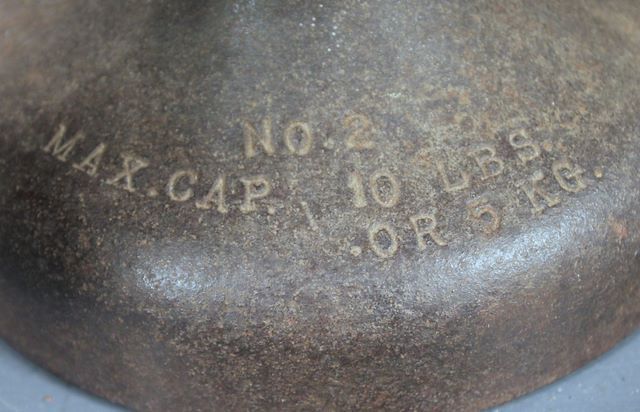 NO. 2
MAX. CAP. 10 LBS.
. OR 5 KG.